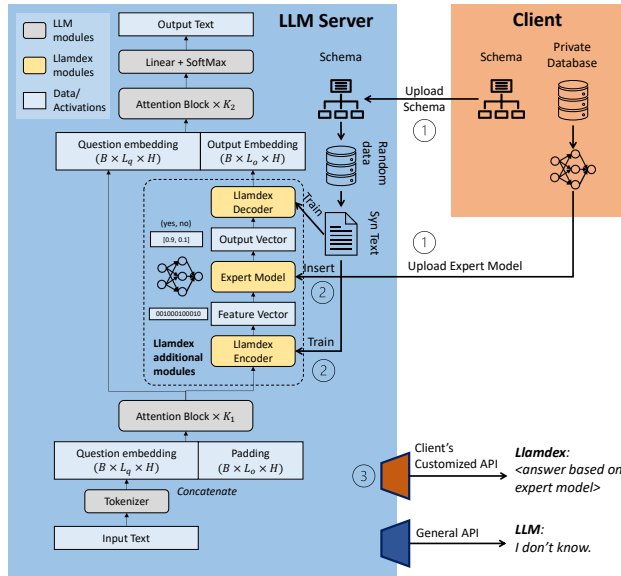 LLM
modules
Llamdex
modules
Data/
Activations
Output Text
Linear + SoftMax
Attention Block × K₂
Question embedding
(B × L_q × H)
Output Embedding
(B × L_o × H)
LLM Server
Schema
Random
data
Syn Text
Train
Llamdex
Decoder
(yes, no)
[0.9, 0.1]
Output Vector
Expert Model
Insert
2
001000100010
Feature Vector
Llamdex
additional
modules
Llamdex
Encoder
Train
2
Attention Block × K₁
Question embedding
(B × L_q × H)
Padding
(B × L_o × H)
Concatenate
Tokenizer
Input Text
Client
Schema
Private
Database
Upload
Schema
1
1
Upload Expert Model
3
Client's
Customized API
Llamdex:
<answer based on
expert model>
General API
LLM:
I don't know.